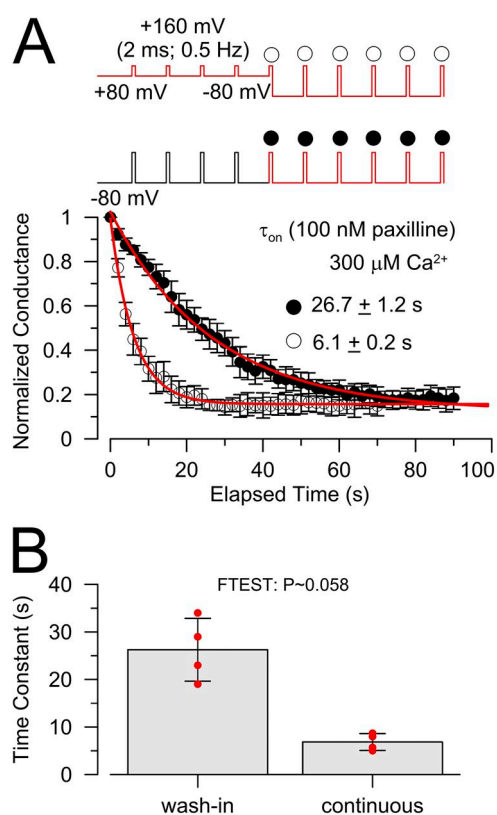 A
+160 mV
(2 ms; 0.5 Hz)
+80 mV
-80 mV
-80 mV
τon (100 nM paxilline)
300 μM Ca2+
26.7 ± 1.2 s
6.1 ± 0.2 s
Normalized Conductance
1
0.8
0.6
0.4
0.2
0
0
20
40
60
80
100
Elapsed Time (s)
B
FTEST: P~0.058
Time Constant (s)
40
30
20
10
0
wash-in
continuous